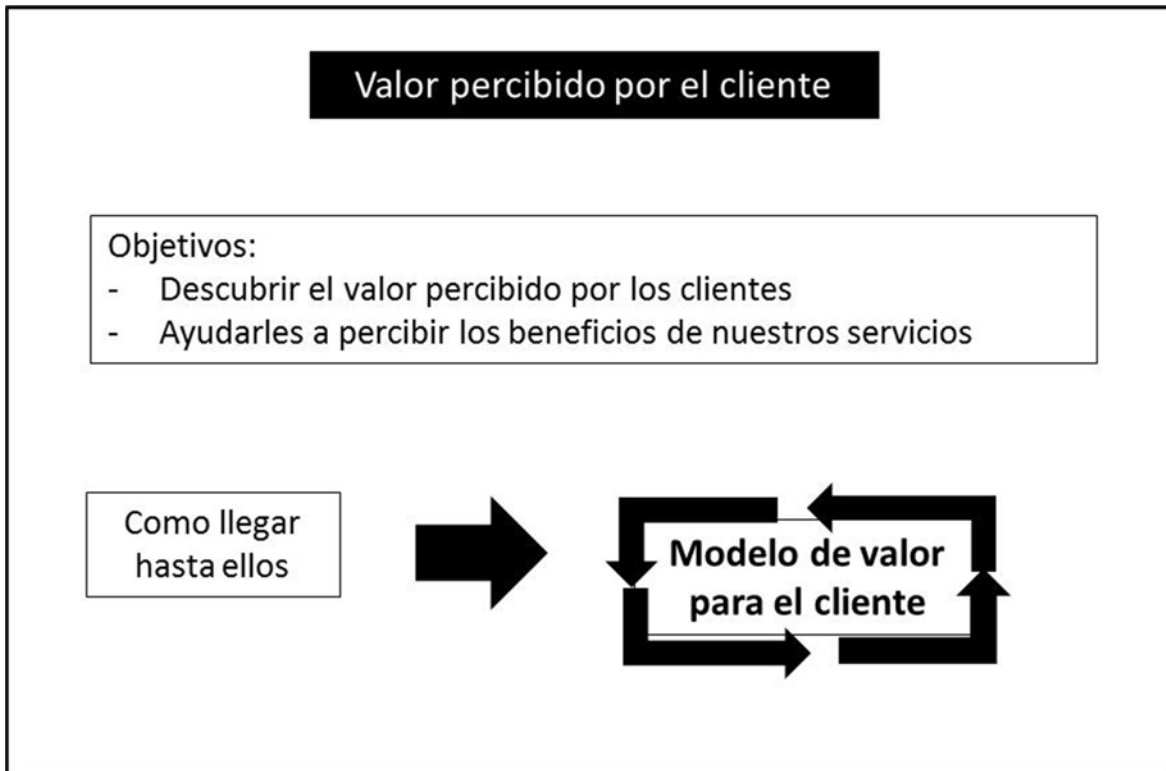 Valor percibido por el cliente
Objetivos:
- Descubrir el valor percibido por los clientes
- Ayudarles a percibir los beneficios de nuestros servicios
Como llegar
hasta ellos
Modelo de valor
para el cliente